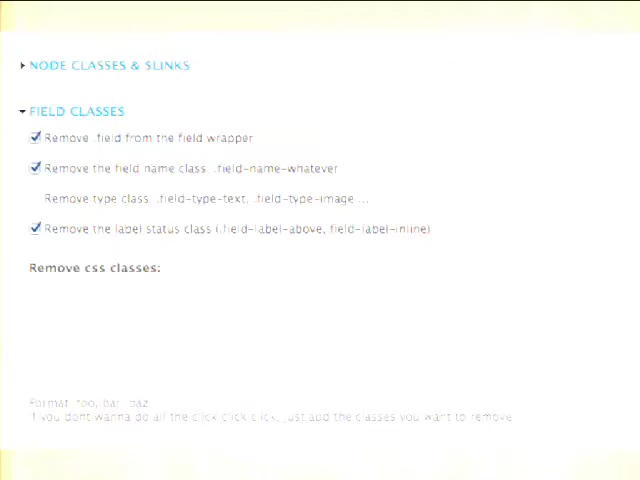 NODE CLASSES & $LINKS
FIELD CLASSES
Remove .field from the field wrapper
Remove the field name class. .field-name-whatever
Remove type class. .field-type-text, .field-type-image ...
Remove the label status class (.field-label-above, field-label-inline)
Remove css classes:
Format: foo, bar, baz
if you dont wanna do all the click click click, just add the classes you want to remove